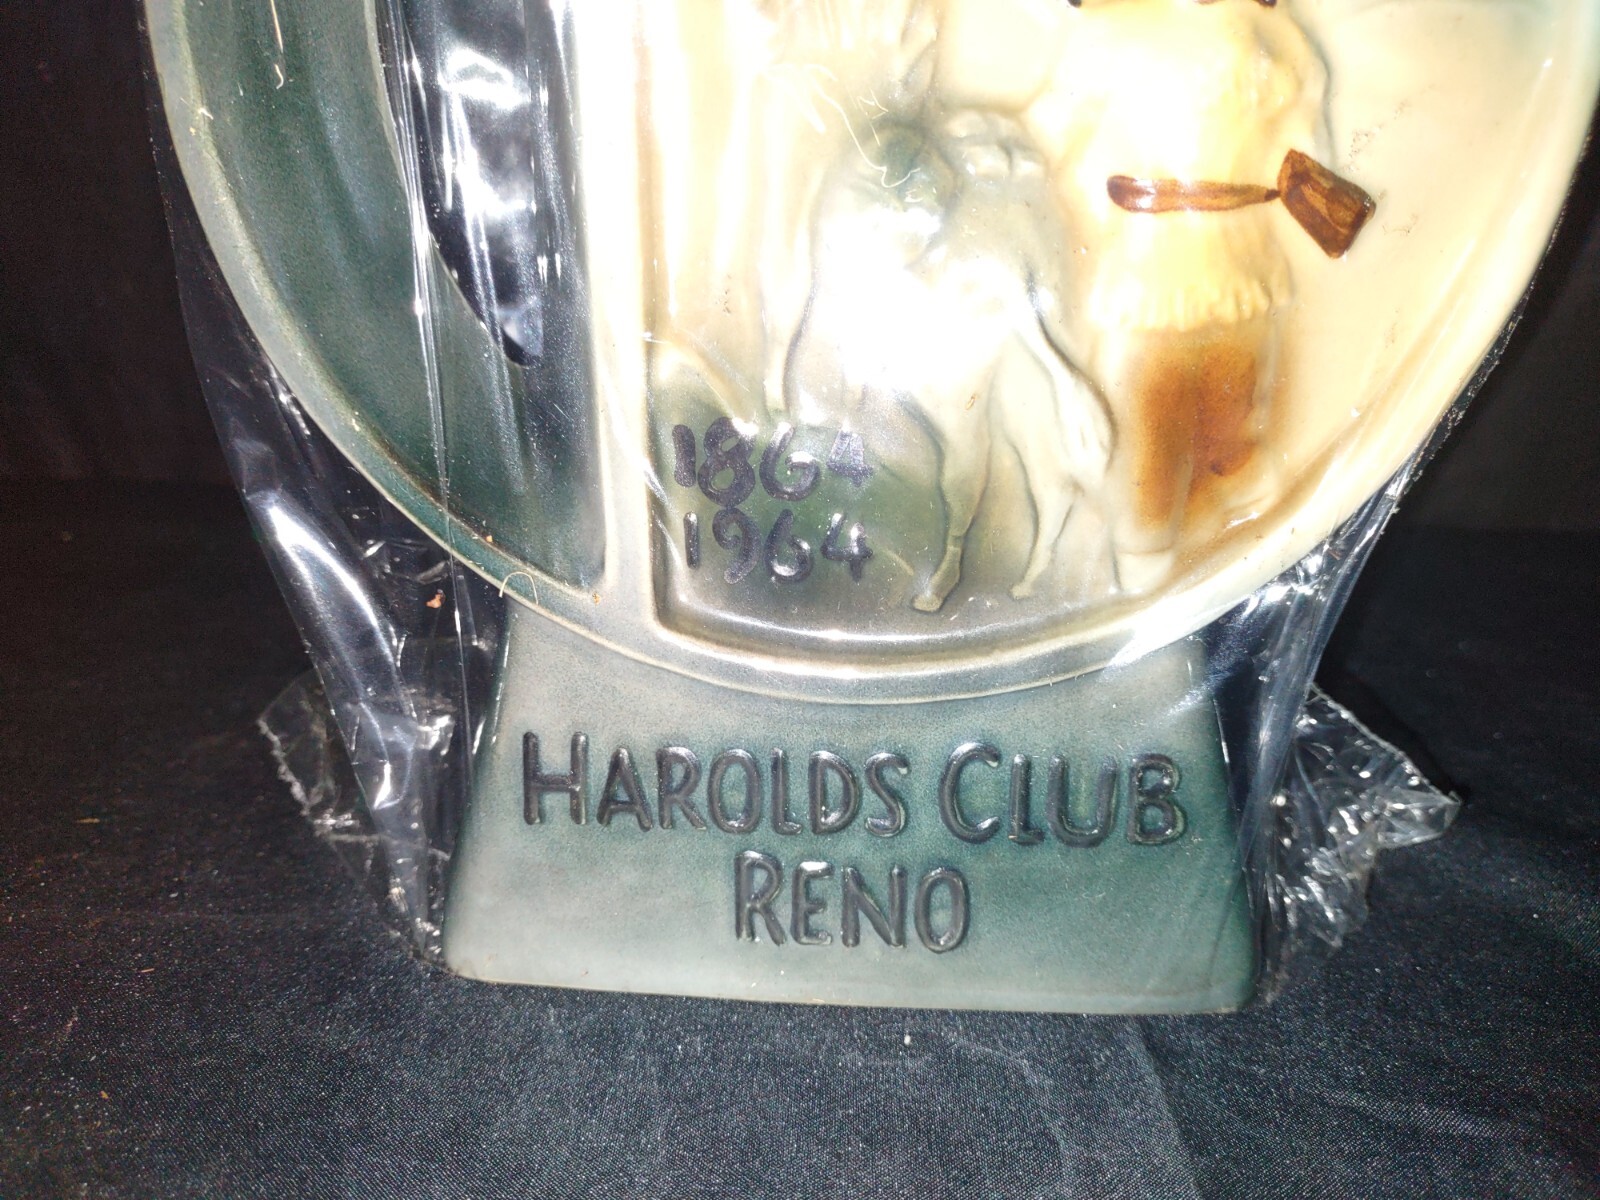 1864
1964
HAROLDS CLUB
RENO